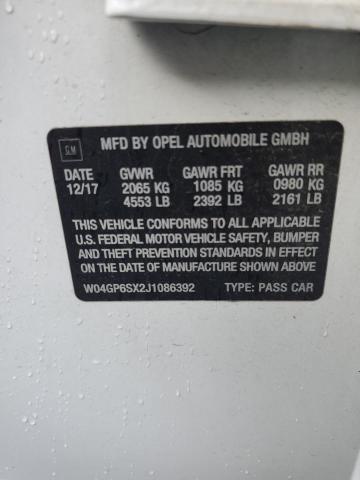 GM
MFD BY OPEL AUTOMOBILE GMBH
DATE GVWR GAWR FRT GAWR RR
12/17 2065 KG 1085 KG 0980 KG
4553 LB 2392 LB 2161 LB
THIS VEHICLE CONFORMS TO ALL APPLICABLE
U.S. FEDERAL MOTOR VEHICLE SAFETY, BUMPER
AND THEFT PREVENTION STANDARDS IN EFFECT
ON THE DATE OF MANUFACTURE SHOWN ABOVE
W04GP6SX2J1086392 TYPE: PASS CAR